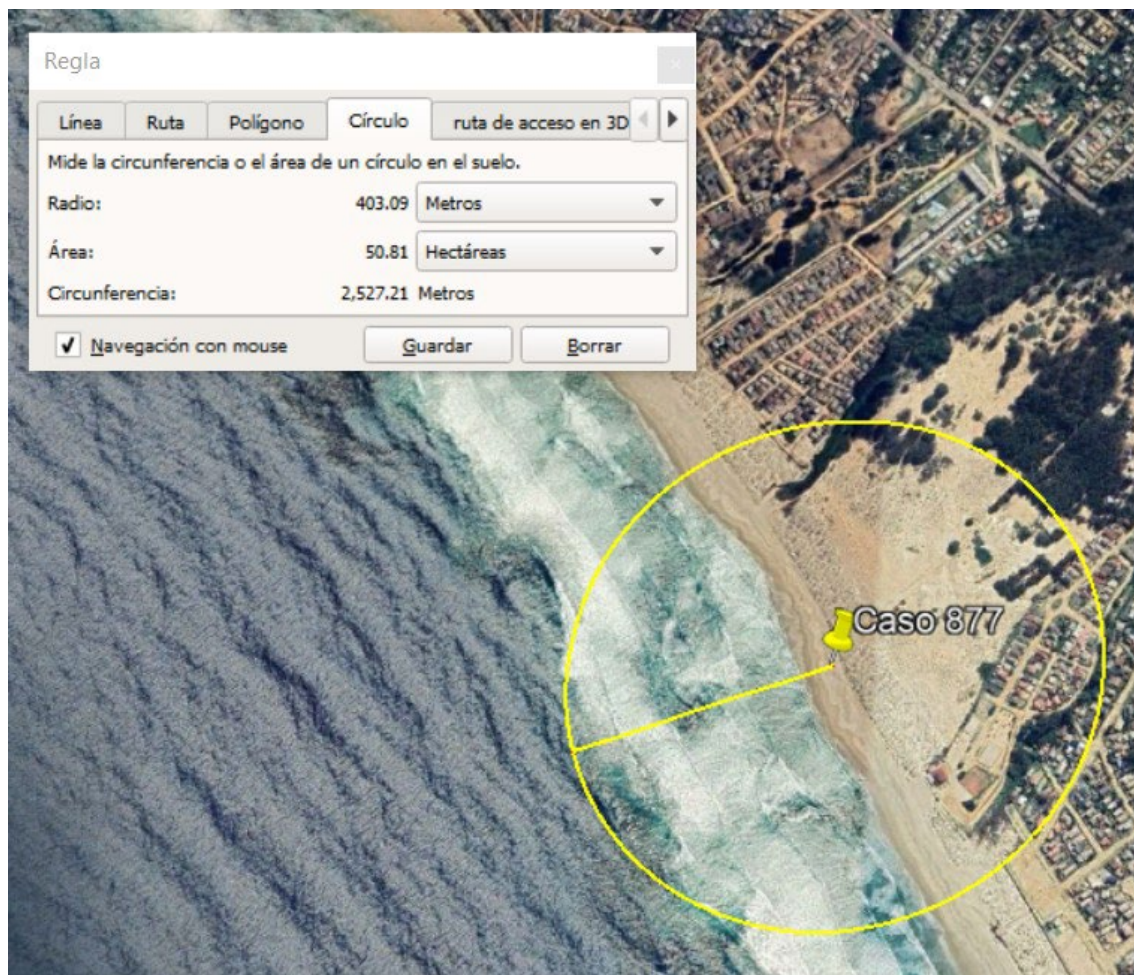 Regla
Línea Ruta Polígono Círculo ruta de acceso en 3D
Mide la circunferencia o el área de un círculo en el suelo.
Radio: 403.09 Metros
Área: 50.81 Hectáreas
Circunferencia: 2,527.21 Metros
Navegación con mouse Guardar Borrar
Caso 877